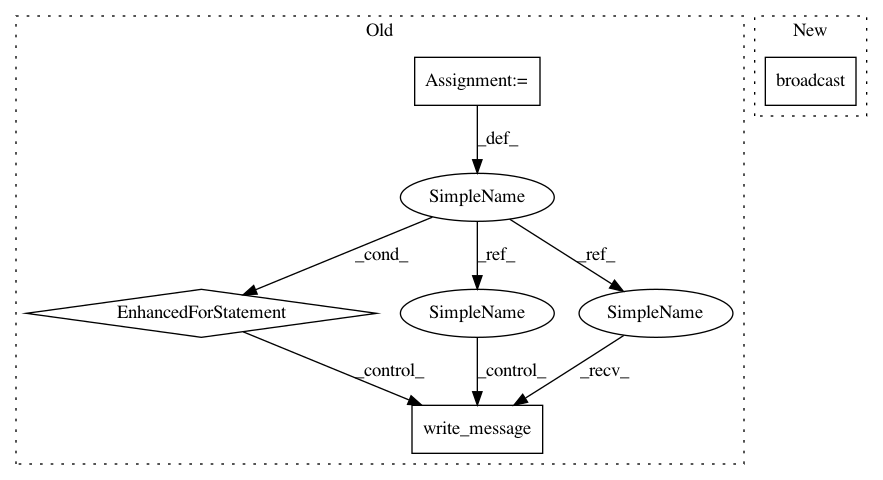 Old
New
Assignment:=
broadcast
_def_
SimpleName
_cond_
_ref_
_ref_
EnhancedForStatement
SimpleName
SimpleName
_control_
_control_
_recv_
write_message